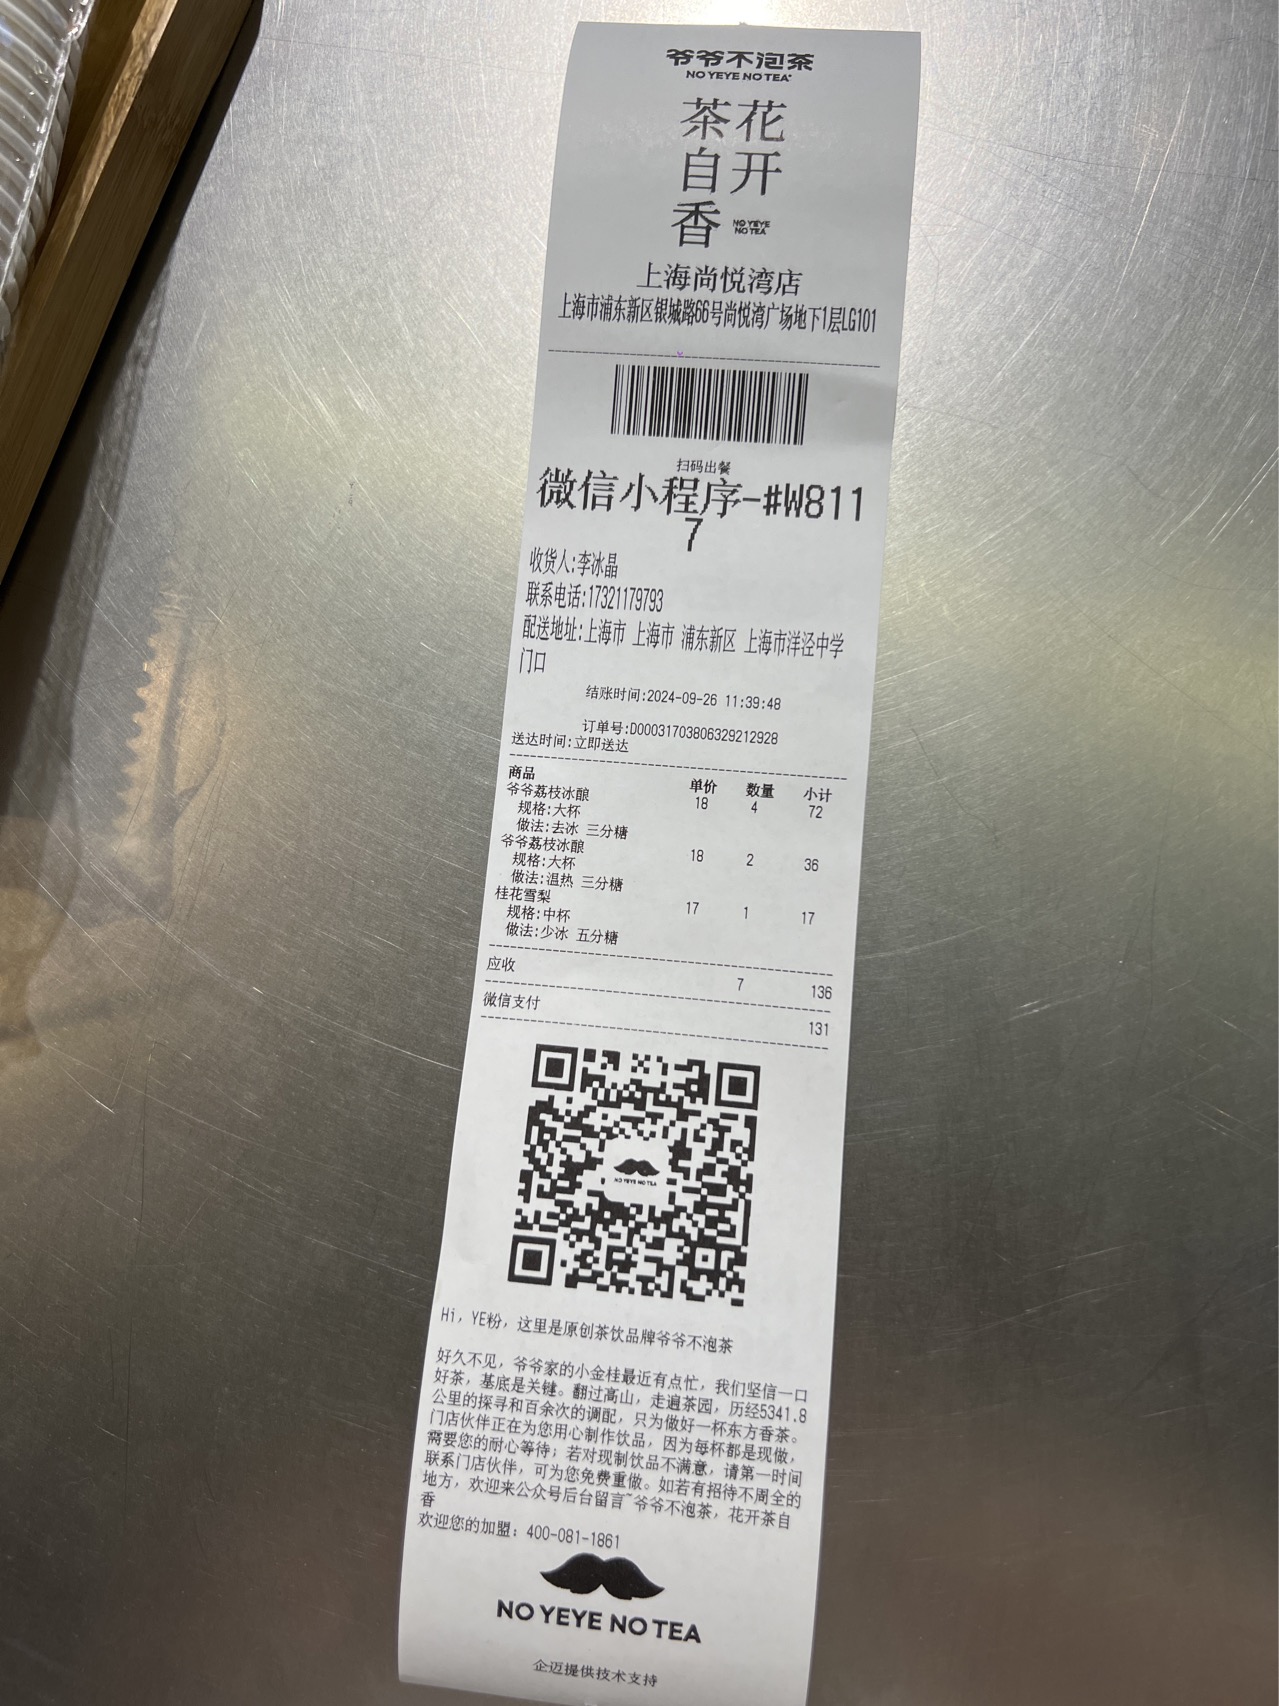 爷爷不泡茶
NO YEYE NO TEA
茶花
自开
香 NO YEYE NO TEA
上海尚悦湾店
上海市浦东新区银城路66号尚悦湾广场地下1层LG101
扫码出餐
微信小程序-#W811
7
收货人:李冰晶
联系电话:17321179793
配送地址:上海市 上海市 浦东新区 上海市洋泾中学
门口
结账时间:2024-09-26 11:39:48
订单号:D00031703806329212928
送达时间:立即送达
商品 单价 数量 小计
爷爷荔枝冰酿 18 4 72
规格:大杯
做法:去冰 三分糖
爷爷荔枝冰酿 18 2 36
规格:大杯
做法:温热 三分糖
桂花雪梨 17 1 17
规格:中杯
做法:少冰 五分糖
应收 7 136
微信支付 131
NO YEYE NO TEA
Hi，YE粉，这里是原创茶饮品牌爷爷不泡茶
好久不见，爷爷家的小金桂最近有点忙，我们坚信一口
好茶，基底是关键。翻过高山，走遍茶园，历经5341.8
公里的探寻和百余次的调配，只为做好一杯东方香茶。
门店伙伴正在为您用心制作饮品，因为每杯都是现做，
需要您的耐心等待；若对现制饮品不满意，请第一时间
联系门店伙伴，可为您免费重做。如若有招待不周全的
地方，欢迎来公众号后台留言~爷爷不泡茶，花开茶自
香
欢迎您的加盟：400-081-1861
NO YEYE NO TEA
企迈提供技术支持